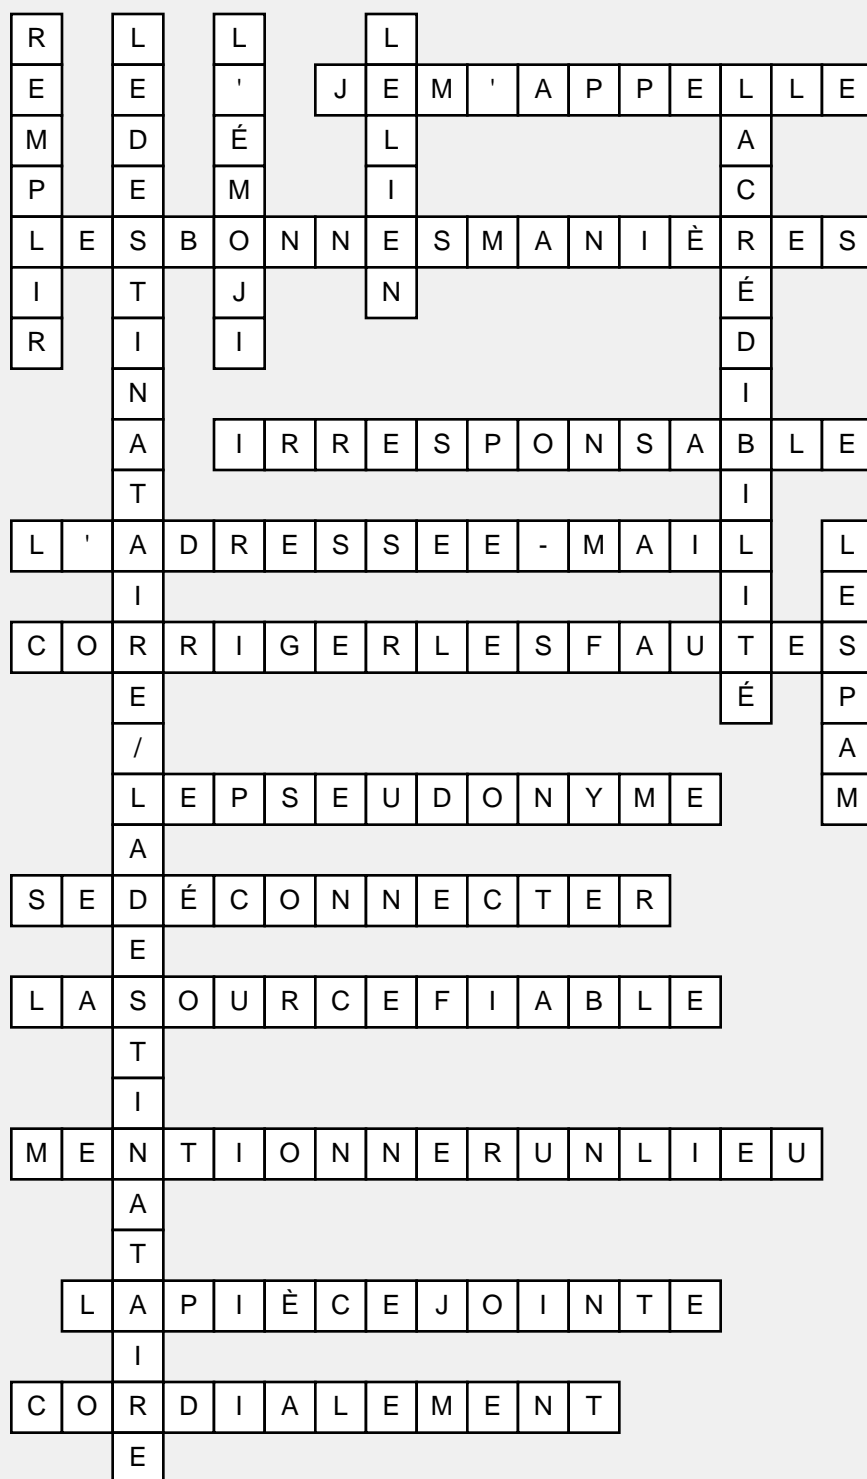 REMPLIR
LEDESTINATAIRE/LADESTINATAIRE
L'ÉMOJI
LELIEN
JEM'APPELLE
LACRÉDIBILITÉ
LESBONNESMANIÈRES
IRRESPONSABLE
L'ADRESSEE-MAIL
LESPAM
CORRIGERLESFAUTES
LEPSEUDONYME
SEDÉCONNECTER
LASOURCEFIABLE
MENTIONNERUNLIEU
LAPIÈCEJOINTE
CORDIALEMENT